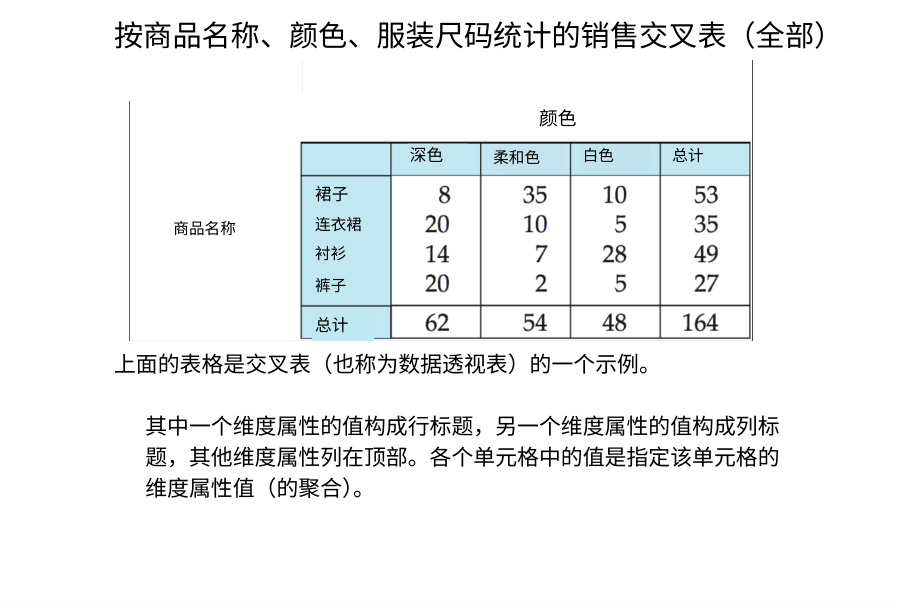 按商品名称、颜色、服装尺码统计的销售交叉表（全部）
颜色
深色 柔和色 白色 总计
商品名称
裙子 8 35 10 53
连衣裙 20 10 5 35
衬衫 14 7 28 49
裤子 20 2 5 27
总计 62 54 48 164
上面的表格是交叉表（也称为数据透视表）的一个示例。
其中一个维度属性的值构成行标题，另一个维度属性的值构成列标
题，其他维度属性列在顶部。各个单元格中的值是指定该单元格的
维度属性值（的聚合）。